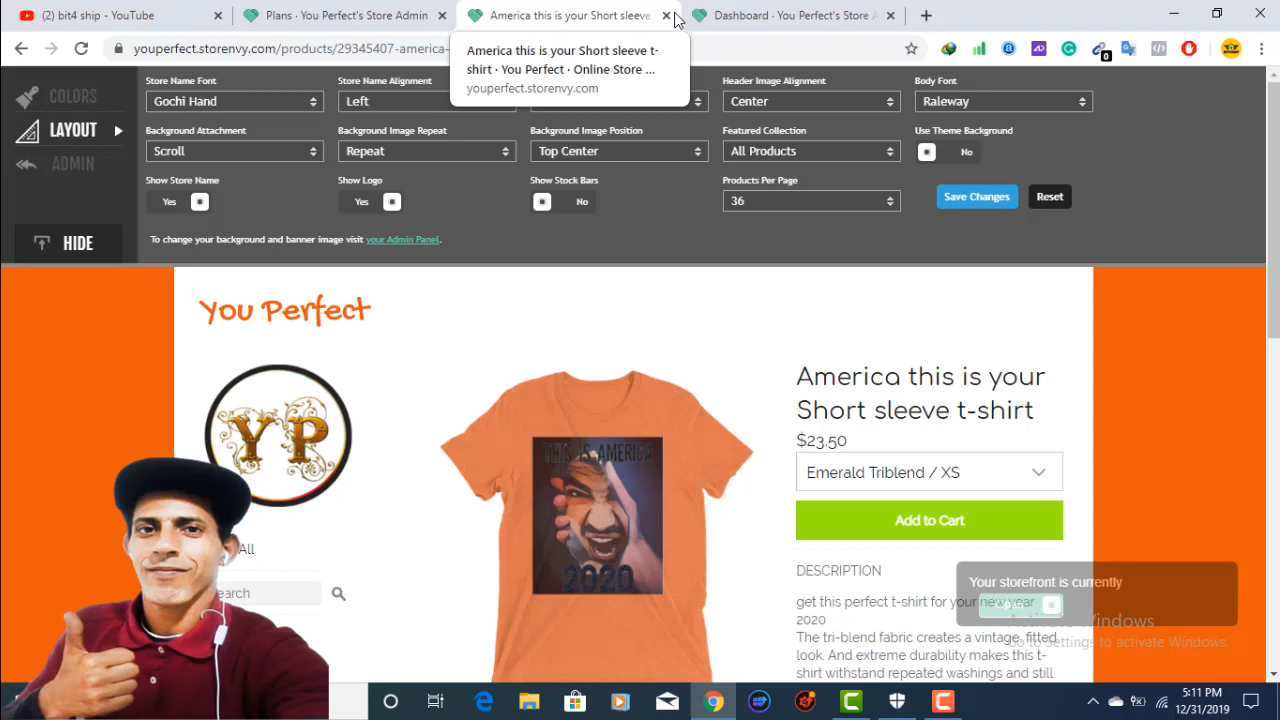 (2) bit4 ship - YouTube
Plans · You Perfect's Store Admin
America this is your Short sleeve
Dashboard · You Perfect's Store A
youperfect.storenvy.com/products/29345407-america-
0
America this is your Short sleeve t-
shirt · You Perfect · Online Store ...
youperfect.storenvy.com
COLORS
LAYOUT
ADMIN
HIDE
Store Name Font
Store Name Alignment
Header Image Alignment
Body Font
Gochi Hand
Left
Center
Raleway
Background Attachment
Background Image Repeat
Background Image Position
Featured Collection
Use Theme Background
Scroll
Repeat
Top Center
All Products
No
Show Store Name
Show Logo
Show Stock Bars
Products Per Page
Yes
Yes
No
36
Save Changes
Reset
To change your background and banner image visit your Admin Panel.
You Perfect
YP
All
earch
THIS IS AMERICA
2020
America this is your
Short sleeve t-shirt
$23.50
Emerald Triblend / XS
Add to Cart
DESCRIPTION
get this perfect t-shirt for your new year
2020
The tri-blend fabric creates a vintage, fitted
look. And extreme durability makes this t-
shirt withstand repeated washings and still
Your storefront is currently
Activate Windows
Go to Settings to activate Windows.
5:11 PM
12/31/2019